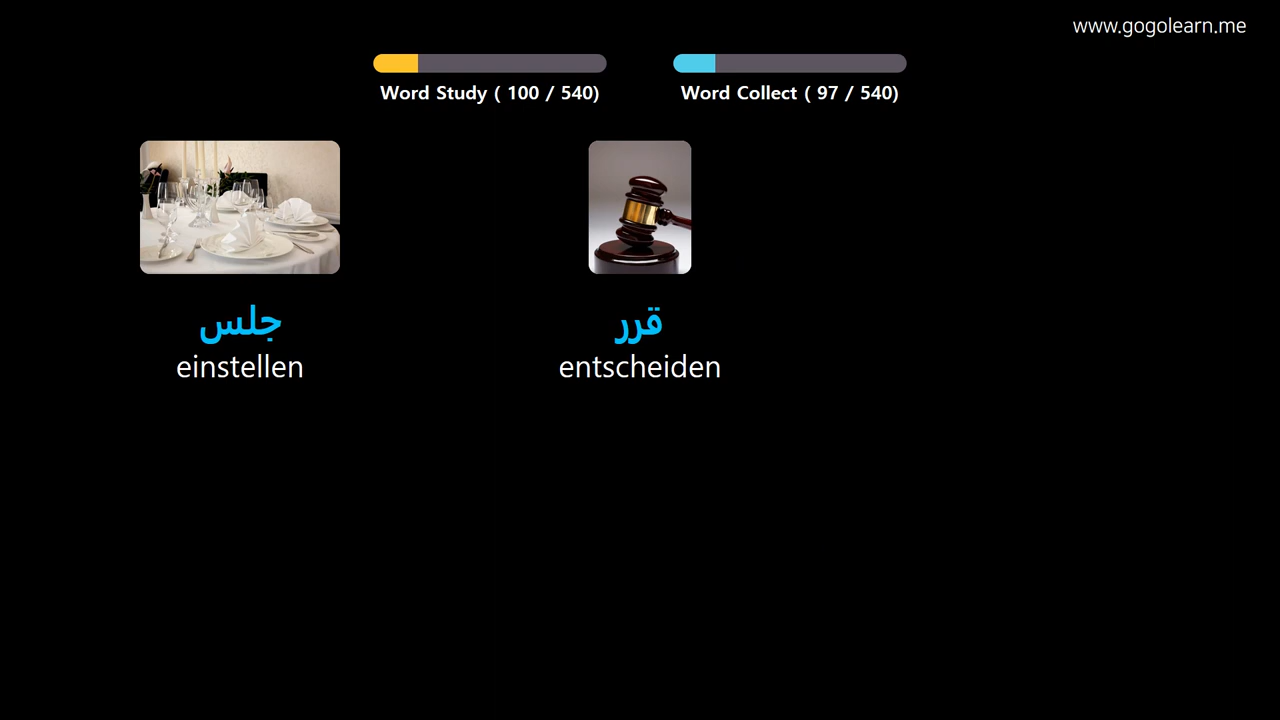 www.gogolearn.me
Word Study ( 100 / 540)
Word Collect ( 97 / 540)
جلس
einstellen
قرر
entscheiden